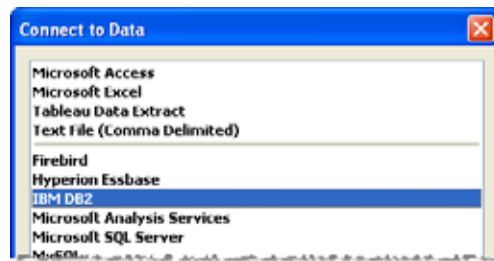 Connect to Data
Microsoft Access
Microsoft Excel
Tableau Data Extract
Text File (Comma Delimited)
Firebird
Hyperion Essbase
IBM DB2
Microsoft Analysis Services
Microsoft SQL Server
MySQL